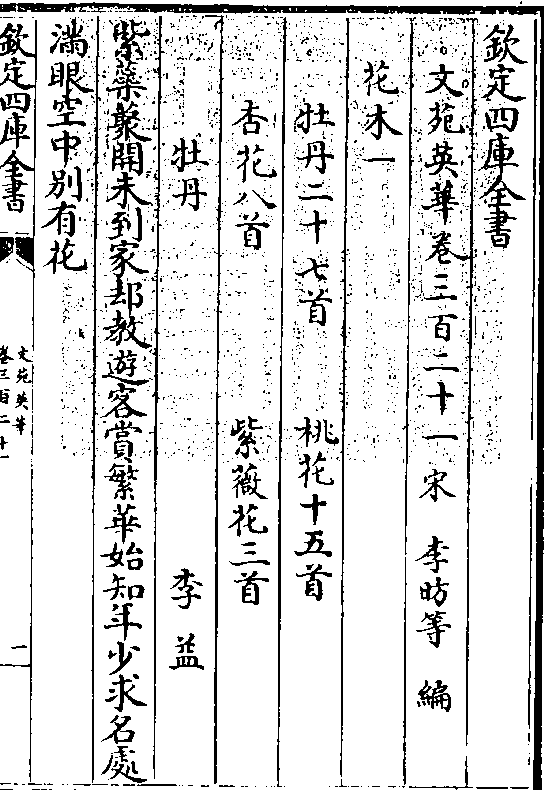 欽定四庫全書
文苑英華卷三百二十一宋 李昉等 編
花木一
牡丹二十七首 桃花十五首
杏花八首 紫薇花三首
牡丹 李益
紫蘂叢開未到家却教遊客賞繁華始知年少求名處
滿眼空中别有花
欽定四庫全書
文苑英華
卷三百二十一
一